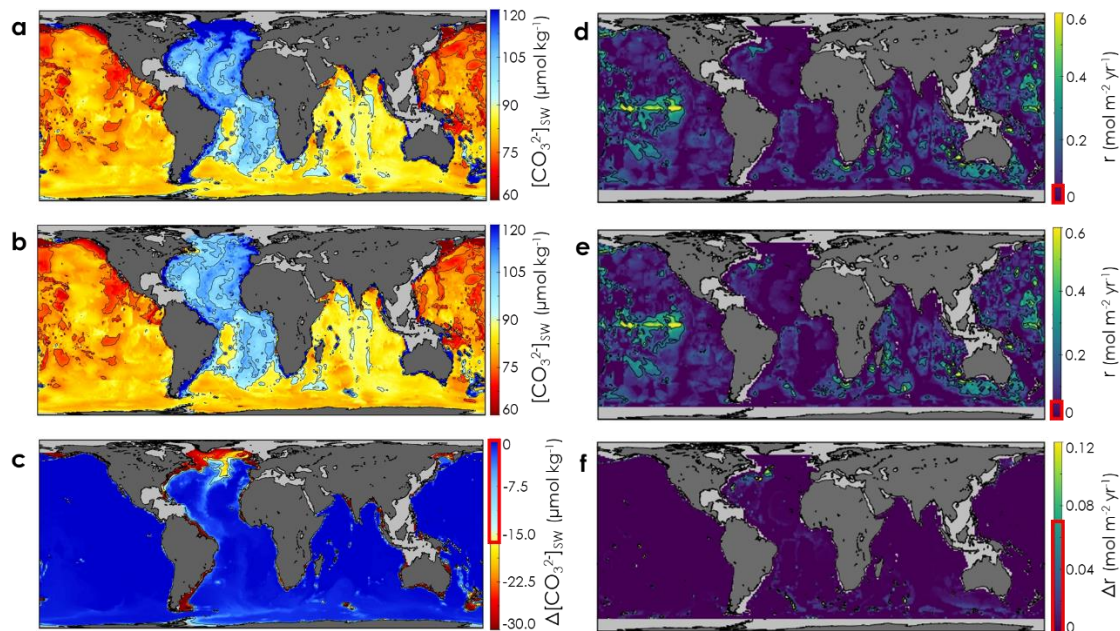 a
120
105
90
75
60
[CO₃²⁻]SW (μmol kg⁻¹)
d
0.6
0.4
0.2
0
r (mol m⁻² yr⁻¹)
b
120
105
90
75
60
[CO₃²⁻]SW (μmol kg⁻¹)
e
0.6
0.4
0.2
0
r (mol m⁻² yr⁻¹)
c
0
-7.5
-15.0
-22.5
-30.0
Δ[CO₃²⁻]SW (μmol kg⁻¹)
f
0.12
0.08
0.04
0
Δr (mol m⁻² yr⁻¹)